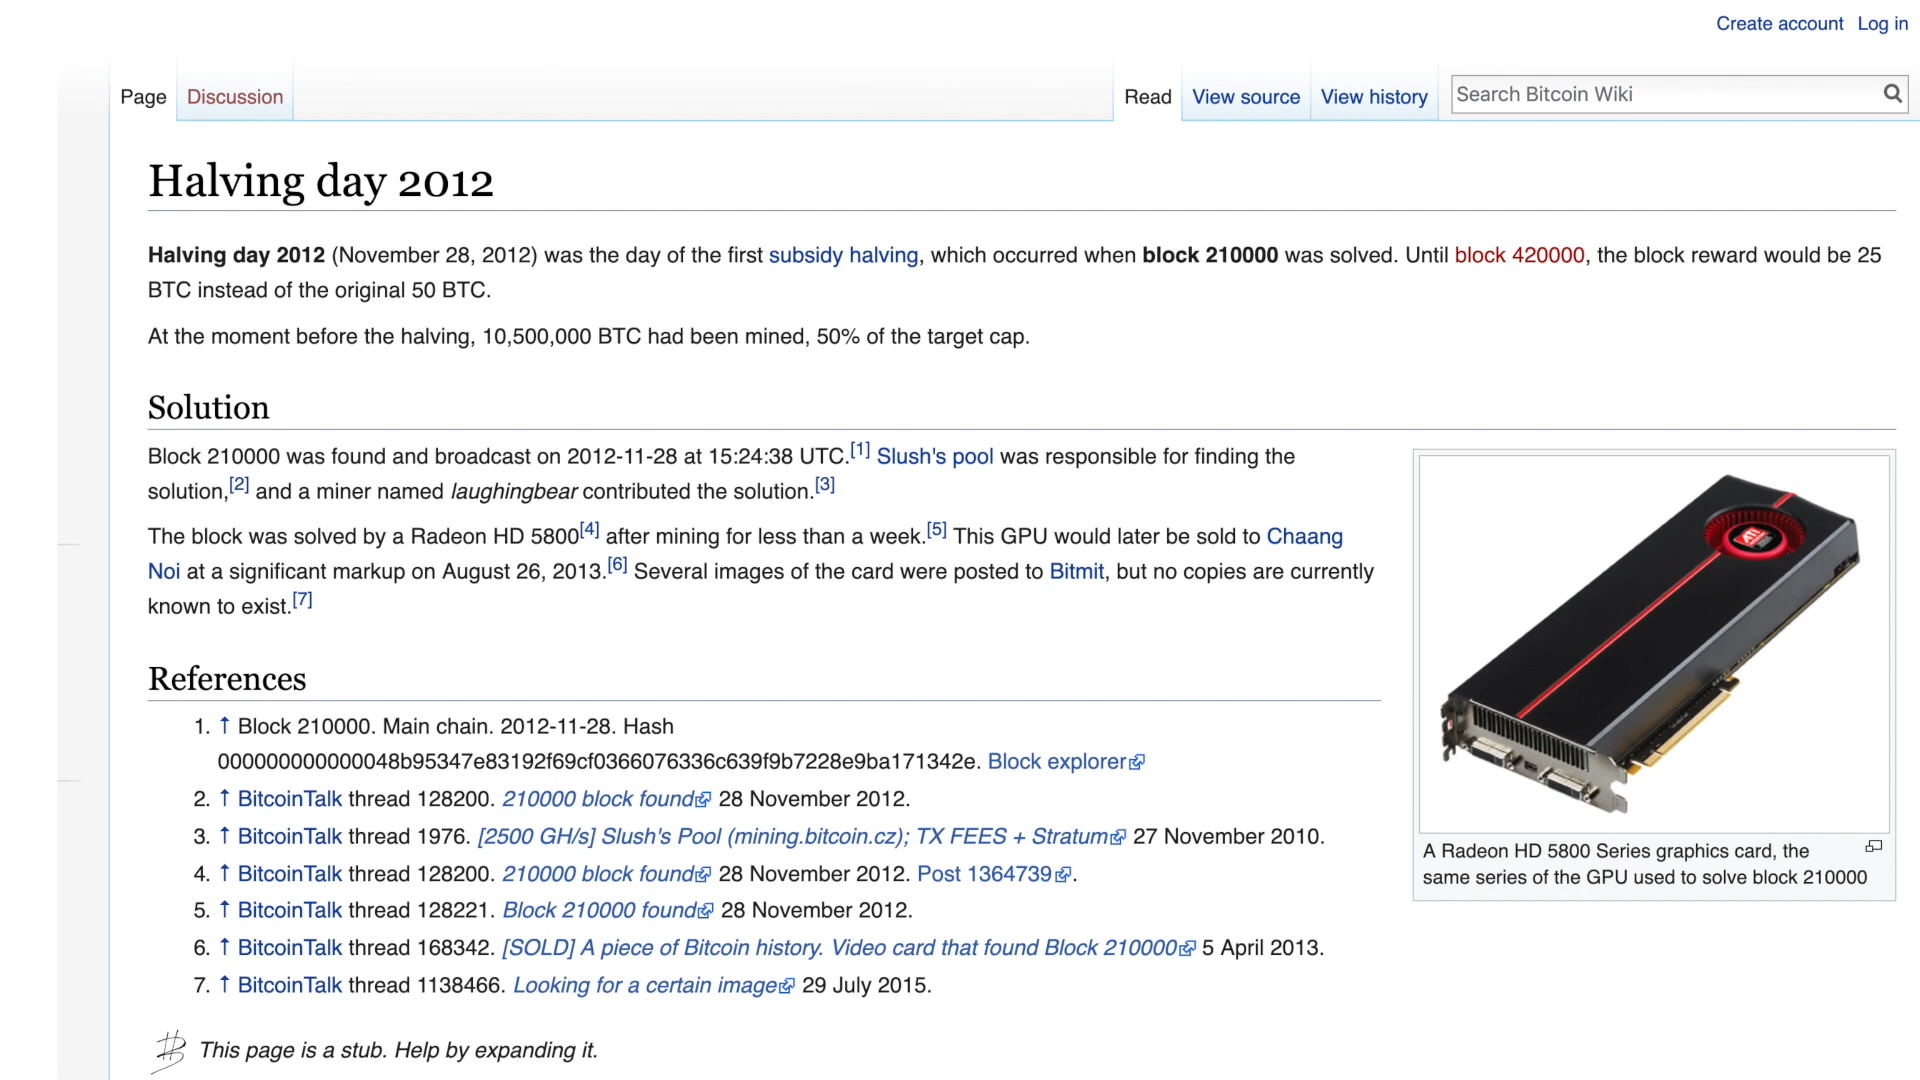 Create account Log in
Page Discussion Read View source View history Search Bitcoin Wiki
Halving day 2012
Halving day 2012 (November 28, 2012) was the day of the first subsidy halving, which occurred when block 210000 was solved. Until block 420000, the block reward would be 25
BTC instead of the original 50 BTC.
At the moment before the halving, 10,500,000 BTC had been mined, 50% of the target cap.
Solution
Block 210000 was found and broadcast on 2012-11-28 at 15:24:38 UTC.[1] Slush's pool was responsible for finding the
solution,[2] and a miner named laughingbear contributed the solution.[3]
The block was solved by a Radeon HD 5800[4] after mining for less than a week.[5] This GPU would later be sold to Chaang
Noi at a significant markup on August 26, 2013.[6] Several images of the card were posted to Bitmit, but no copies are currently
known to exist.[7]
ATI
A Radeon HD 5800 Series graphics card, the
same series of the GPU used to solve block 210000
References
1. ↑ Block 210000. Main chain. 2012-11-28. Hash
000000000000048b95347e83192f69cf0366076336c639f9b7228e9ba171342e. Block explorer
2. ↑ BitcoinTalk thread 128200. 210000 block found 28 November 2012.
3. ↑ BitcoinTalk thread 1976. [2500 GH/s] Slush's Pool (mining.bitcoin.cz); TX FEES + Stratum 27 November 2010.
4. ↑ BitcoinTalk thread 128200. 210000 block found 28 November 2012. Post 1364739.
5. ↑ BitcoinTalk thread 128221. Block 210000 found 28 November 2012.
6. ↑ BitcoinTalk thread 168342. [SOLD] A piece of Bitcoin history. Video card that found Block 210000 5 April 2013.
7. ↑ BitcoinTalk thread 1138466. Looking for a certain image 29 July 2015.
This page is a stub. Help by expanding it.